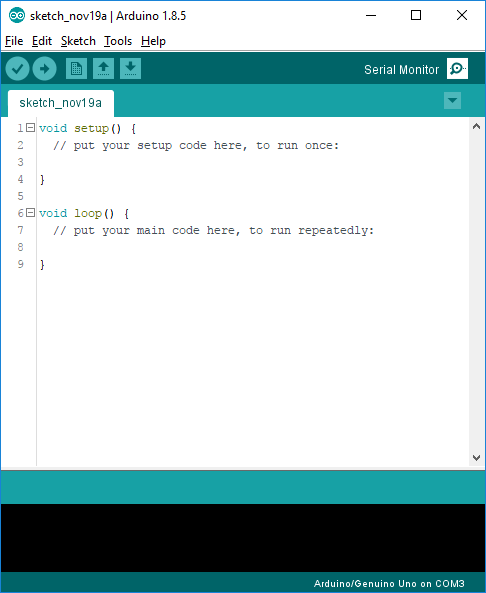 sketch_nov19a | Arduino 1.8.5
File Edit Sketch Tools Help
Serial Monitor
sketch_nov19a
1 void setup() {
2   // put your setup code here, to run once:
3
4 }
5
6 void loop() {
7   // put your main code here, to run repeatedly:
8
9 }
Arduino/Genuino Uno on COM3